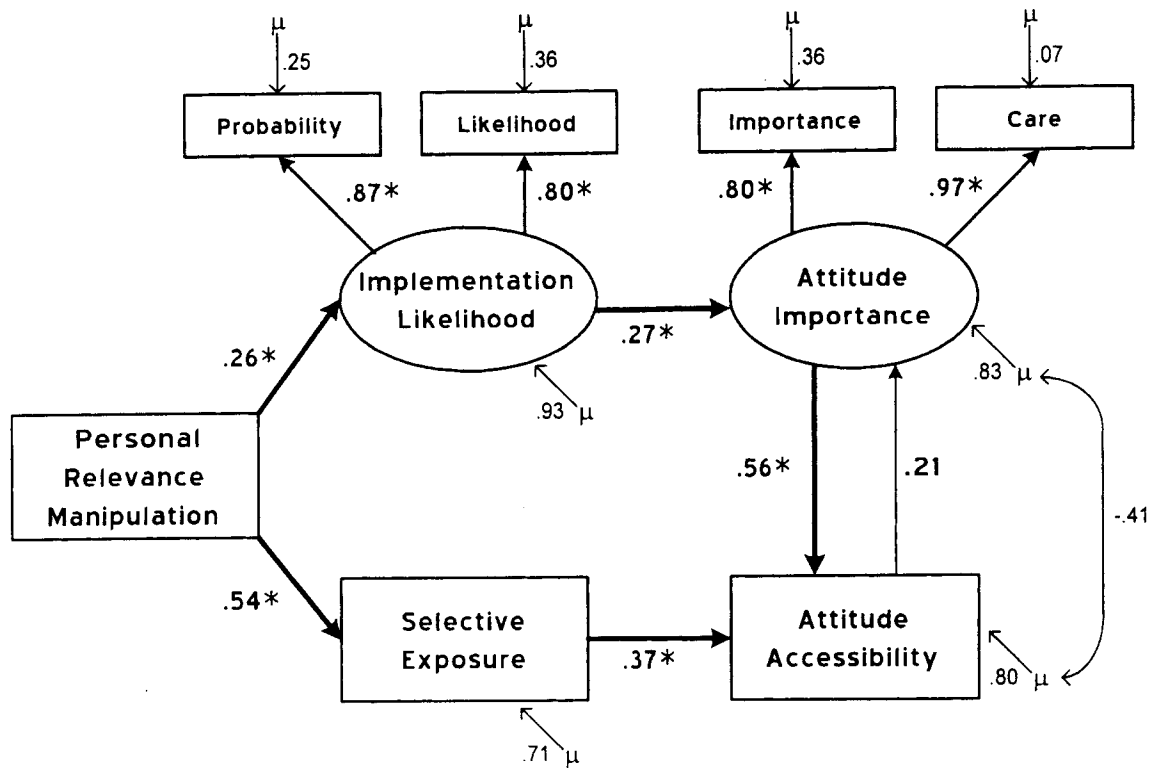 μ
μ
μ
μ
.25
.36
.36
.07
Probability
Likelihood
Importance
Care
.87*
.80*
.80*
.97*
Implementation
Likelihood
Attitude
Importance
.26*
.27*
.93 μ
.83 μ
Personal
Relevance
Manipulation
.56*
.21
-.41
.54*
Selective
Exposure
.37*
Attitude
Accessibility
.80 μ
.71 μ